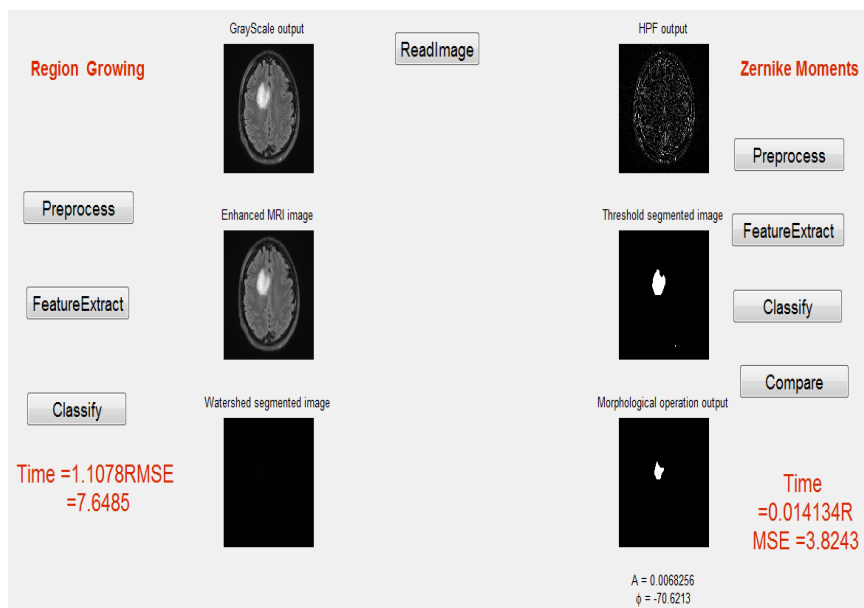 GrayScale output
HPF output
ReadImage
Region Growing
Zernike Moments
Preprocess
Preprocess
Enhanced MRI image
Threshold segmented image
FeatureExtract
FeatureExtract
Classify
Compare
Classify
Watershed segmented image
Morphological operation output
Time =1.1078RMSE
=7.6485
Time
=0.014134R
MSE =3.8243
A = 0.0068256
ϕ = -70.6213